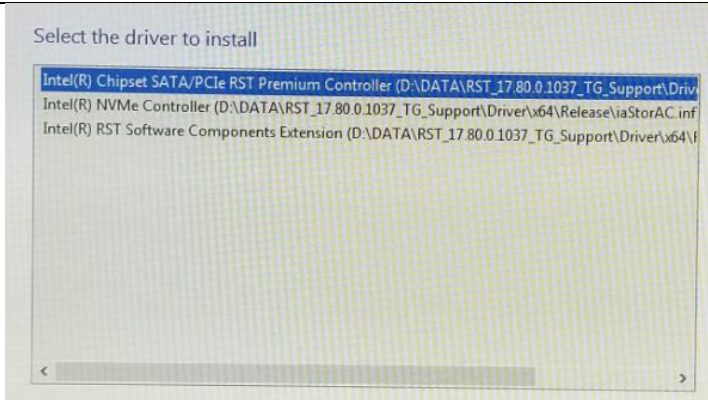 Select the driver to install
Intel(R) Chipset SATA/PCIe RST Premium Controller (D:\DATA\RST_17.80.0.1037_TG_Support\Driv
Intel(R) NVMe Controller (D:\DATA\RST_17.80.0.1037_TG_Support\Driver\x64\Release\iaStorAC.inf
Intel(R) RST Software Components Extension (D:\DATA\RST_17.80.0.1037_TG_Support\Driver\x64\